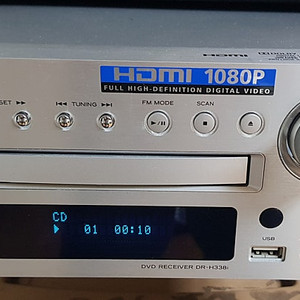 HDMI 1080P
FULL HIGH-DEFINITION DIGITAL VIDEO
HDMI
SET TUNING FM MODE SCAN
CD
01 00:10
USB
DVD RECEIVER DR-H338i